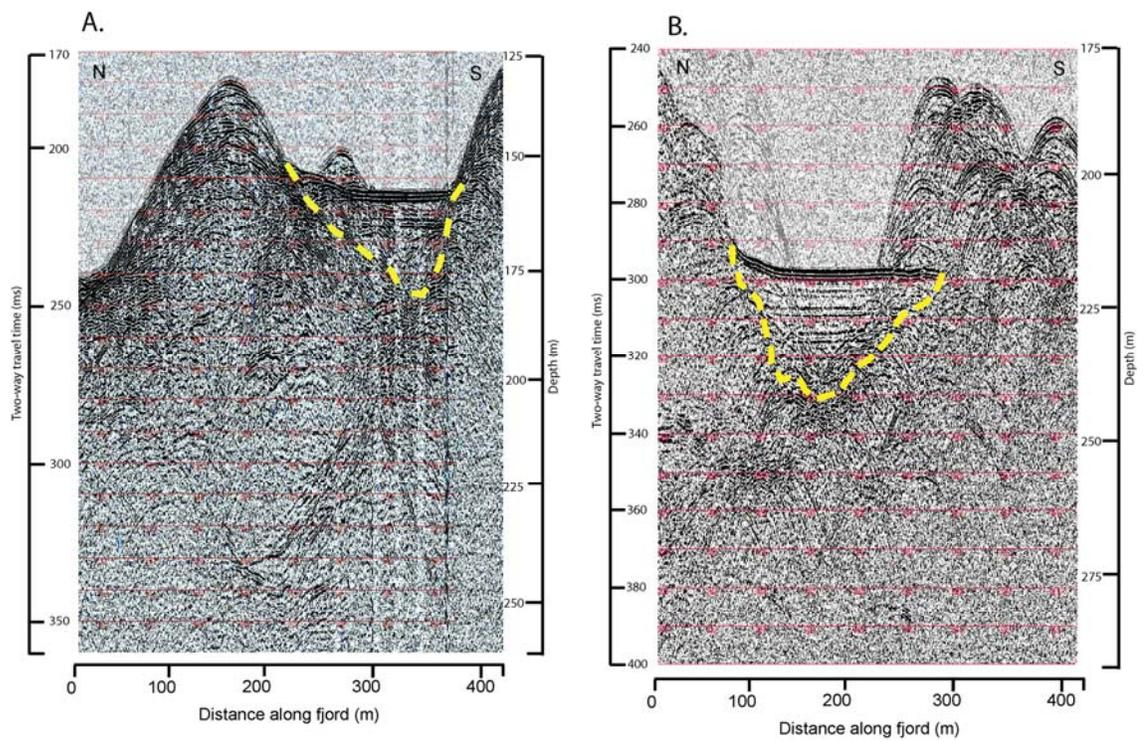 A.
B.
170
200
250
300
350
Two-way travel time (ms)
N
S
125
150
175
200
225
250
Depth (m)
0
100
200
300
400
Distance along fjord (m)
240
260
280
300
320
340
360
380
400
Two-way travel time (ms)
N
S
175
200
225
250
275
Depth (m)
0
100
200
300
400
Distance along fjord (m)